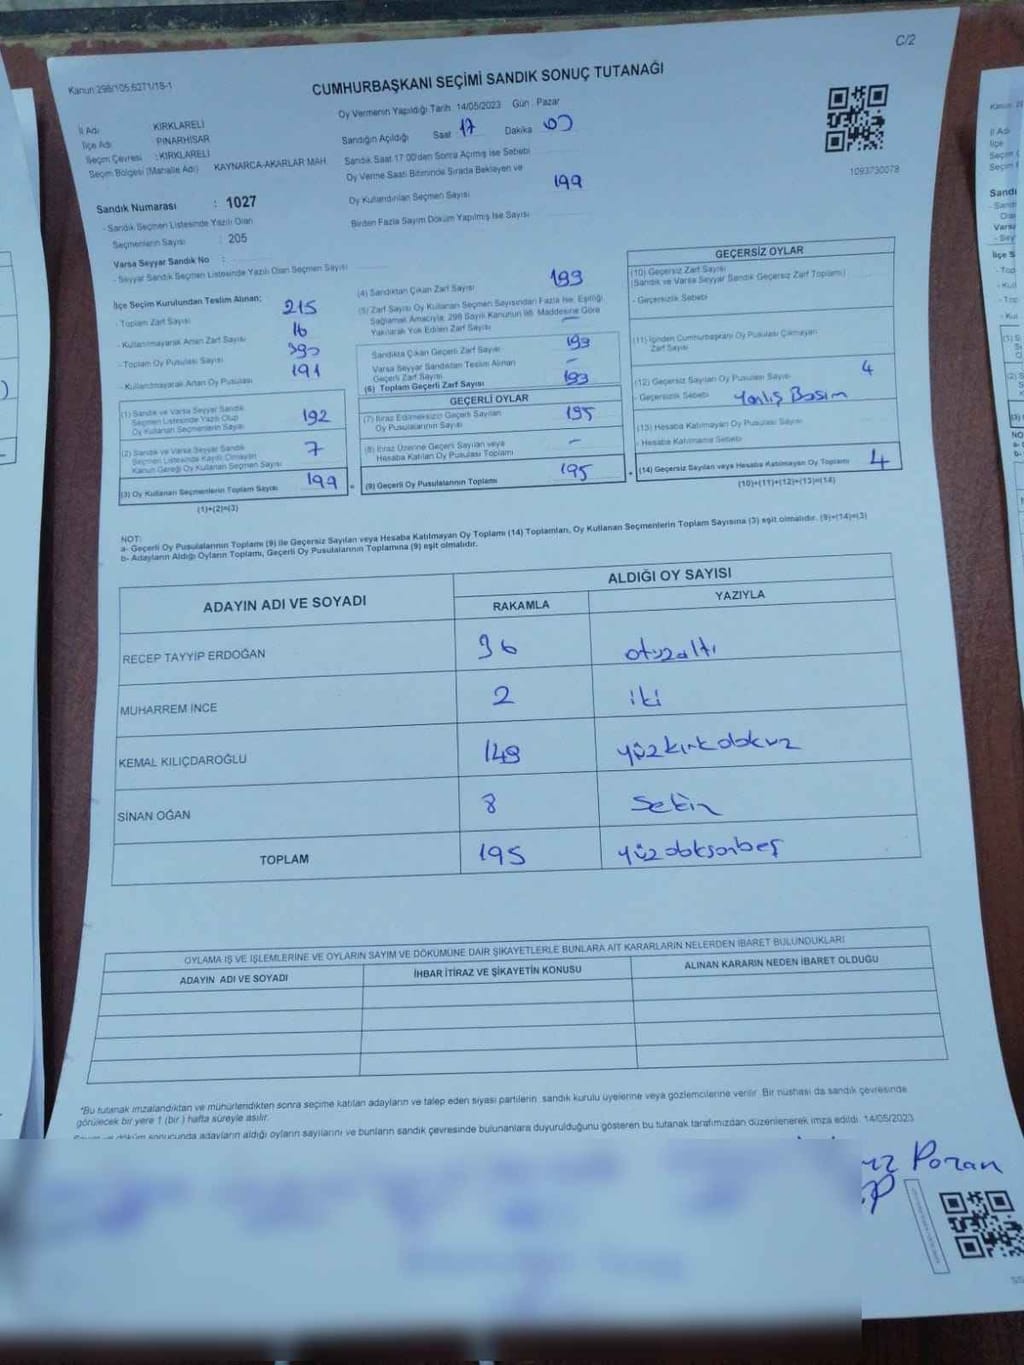 C/2
Kanun 298/105,6271/15-1
CUMHURBAŞKANI SEÇİMİ SANDIK SONUÇ TUTANAĞI
İl Adı KIRKLARELİ
İlçe Adı PINARHİSAR
Seçim Çevresi : KIRKLARELİ
Seçim Bölgesi (Mahalle Adı) KAYNARCA-AKARLAR MAH.
Oy Vermenin Yapıldığı Tarih 14/05/2023 Gün : Pazar
Sandığın Açıldığı Saat 17 Dakika 00
Sandık Saat 17:00'den Sonra Açılmış İse Sebebi
Oy Verme Saati Bitiminde Sırada Bekleyen ve
Oy Kullandırılan Seçmen Sayısı 199
Birden Fazla Sayım Döküm Yapılmış İse Sayısı
1093730078
Sandık Numarası : 1027
- Sandık Seçmen Listesinde Yazılı Olan
Seçmenlerin Sayısı : 205
Varsa Seyyar Sandık No :
- Seyyar Sandık Seçmen Listesinde Yazılı Olan Seçmen Sayısı
İlçe Seçim Kurulundan Teslim Alınan;
- Toplam Zarf Sayısı 215
- Kullanılmayarak Artan Zarf Sayısı 16
- Toplam Oy Pusulası Sayısı 390
- Kullanılmayarak Artan Oy Pusulası 191
(1) Sandık ve Varsa Seyyar Sandık
Seçmen Listesinde Yazılı Olup
Oy Kullanan Seçmenlerin Sayısı 192
(2) Sandık ve Varsa Seyyar Sandık
Seçmen Listesinde Kayıtlı Olmayan
Kanun Gereği Oy Kullanan Seçmen Sayısı 7
(3) Oy Kullanan Seçmenlerin Toplam Sayısı 199
(1)+(2)=(3)
(4) Sandıktan Çıkan Zarf Sayısı 199
(5) Zarf Sayısı Oy Kullanan Seçmen Sayısından Fazla İse, Eşitliği
Sağlamak Amacıyla, 298 Sayılı Kanunun 98. Maddesine Göre
Yakılarak Yok Edilen Zarf Sayısı –
Sandıkta Çıkan Geçerli Zarf Sayısı 199
Varsa Seyyar Sandıktan Teslim Alınan
Geçerli Zarf Sayısı –
(6) Toplam Geçerli Zarf Sayısı 199
GEÇERLİ OYLAR
(7) İtiraz Edilmeksizin Geçerli Sayılan
Oy Pusulalarının Sayısı 195
(8) İtiraz Üzerine Geçerli Sayılan veya
Hesaba Katılan Oy Pusulası Toplamı –
(9) Geçerli Oy Pusulalarının Toplamı 195
GEÇERSİZ OYLAR
(10) Geçersiz Zarf Sayısı
(Sandık ve Varsa Seyyar Sandık Geçersiz Zarf Toplamı)
- Geçersizlik Sebebi
(11) İçinden Cumhurbaşkanı Oy Pusulası Çıkmayan
Zarf Sayısı
(12) Geçersiz Sayılan Oy Pusulası Sayısı 4
- Geçersizlik Sebebi Yanlış Basım
(13) Hesaba Katılmayan Oy Pusulası Sayısı
- Hesaba Katılmama Sebebi
(14) Geçersiz Sayılan veya Hesaba Katılmayan Oy Toplamı 4
(10)+(11)+(12)+(13)=(14)
NOT:
a- Geçerli Oy Pusulalarının Toplamı (9) ile Geçersiz Sayılan veya Hesaba Katılmayan Oy Toplamı (14) Toplamları, Oy Kullanan Seçmenlerin Toplam Sayısına (3) eşit olmalıdır. (9)+(14)=(3)
b- Adayların Aldığı Oyların Toplamı, Geçerli Oy Pusulalarının Toplamına (9) eşit olmalıdır.
ADAYIN ADI VE SOYADI ALDIĞI OY SAYISI
RAKAMLA YAZIYLA
RECEP TAYYİP ERDOĞAN 36 otuzaltı
MUHARREM İNCE 2 iki
KEMAL KILIÇDAROĞLU 149 yüzkırkdokuz
SİNAN OĞAN 8 Sekiz
TOPLAM 195 yüzdoksanbeş
OYLAMA İŞ VE İŞLEMLERİNE VE OYLARIN SAYIM VE DÖKÜMÜNE DAİR ŞİKAYETLERLE BUNLARA AİT KARARLARIN NELERDEN İBARET BULUNDUKLARI
ADAYIN ADI VE SOYADI İHBAR İTİRAZ VE ŞİKAYETİN KONUSU ALINAN KARARIN NEDEN İBARET OLDUĞU
*Bu tutanak imzalandıktan ve mühürlendikten sonra seçime katılan adayların ve talep eden siyasi partilerin, sandık kurulu üyelerine veya gözlemcilerine verilir. Bir nüshası da sandık çevresinde
görülecek bir yere 1 (bir) hafta süreyle asılır.
Sayım ve döküm sonucunda adayların aldığı oyların sayılarını ve bunların sandık çevresinde bulunanlara duyurulduğunu gösteren bu tutanak tarafımızdan düzenlenerek imza edildi. 14/05/2023
Pozan